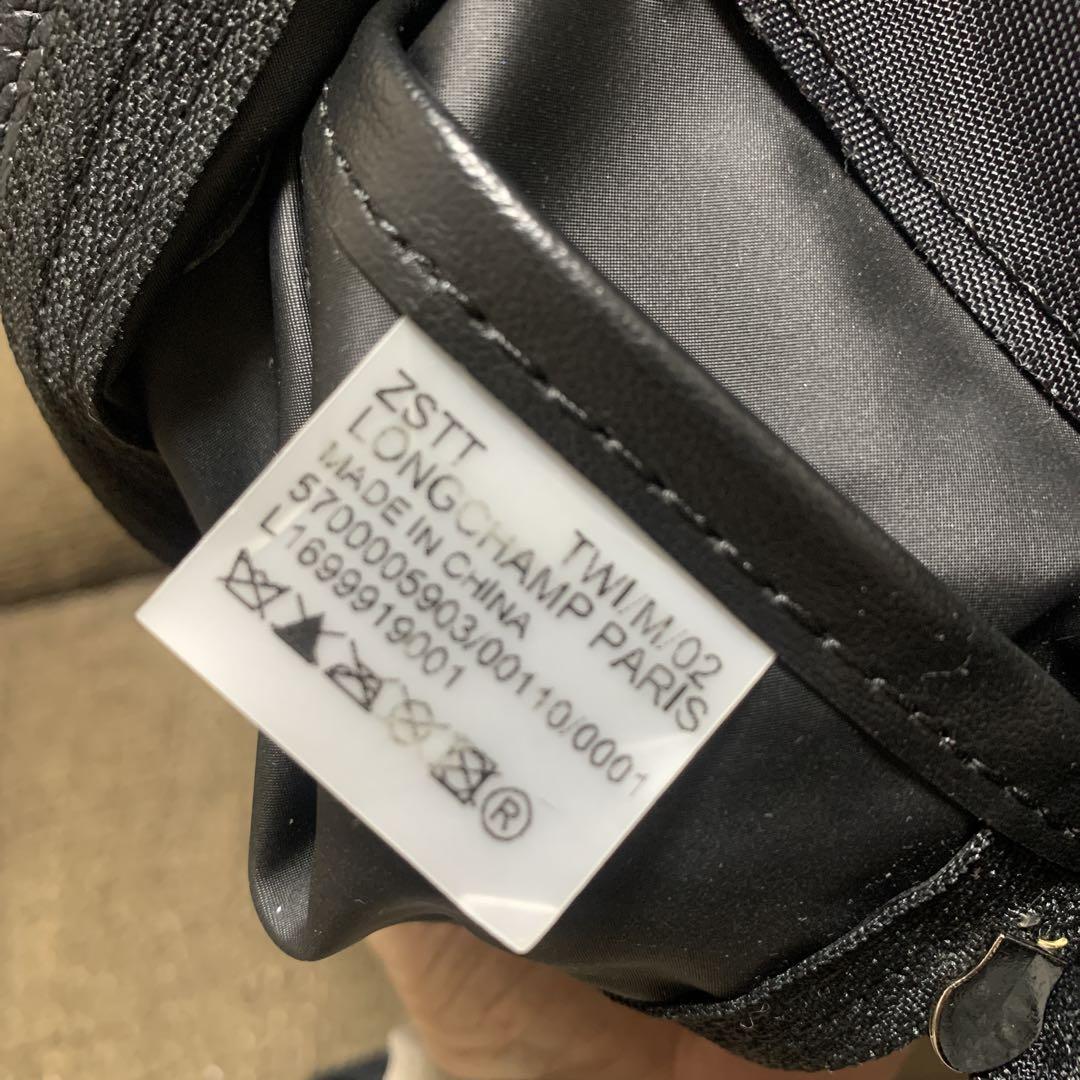 ZSTT TWI/M/02
LONGCHAMP PARIS
MADE IN CHINA
5700005903/00110/0001
L1699919001
®